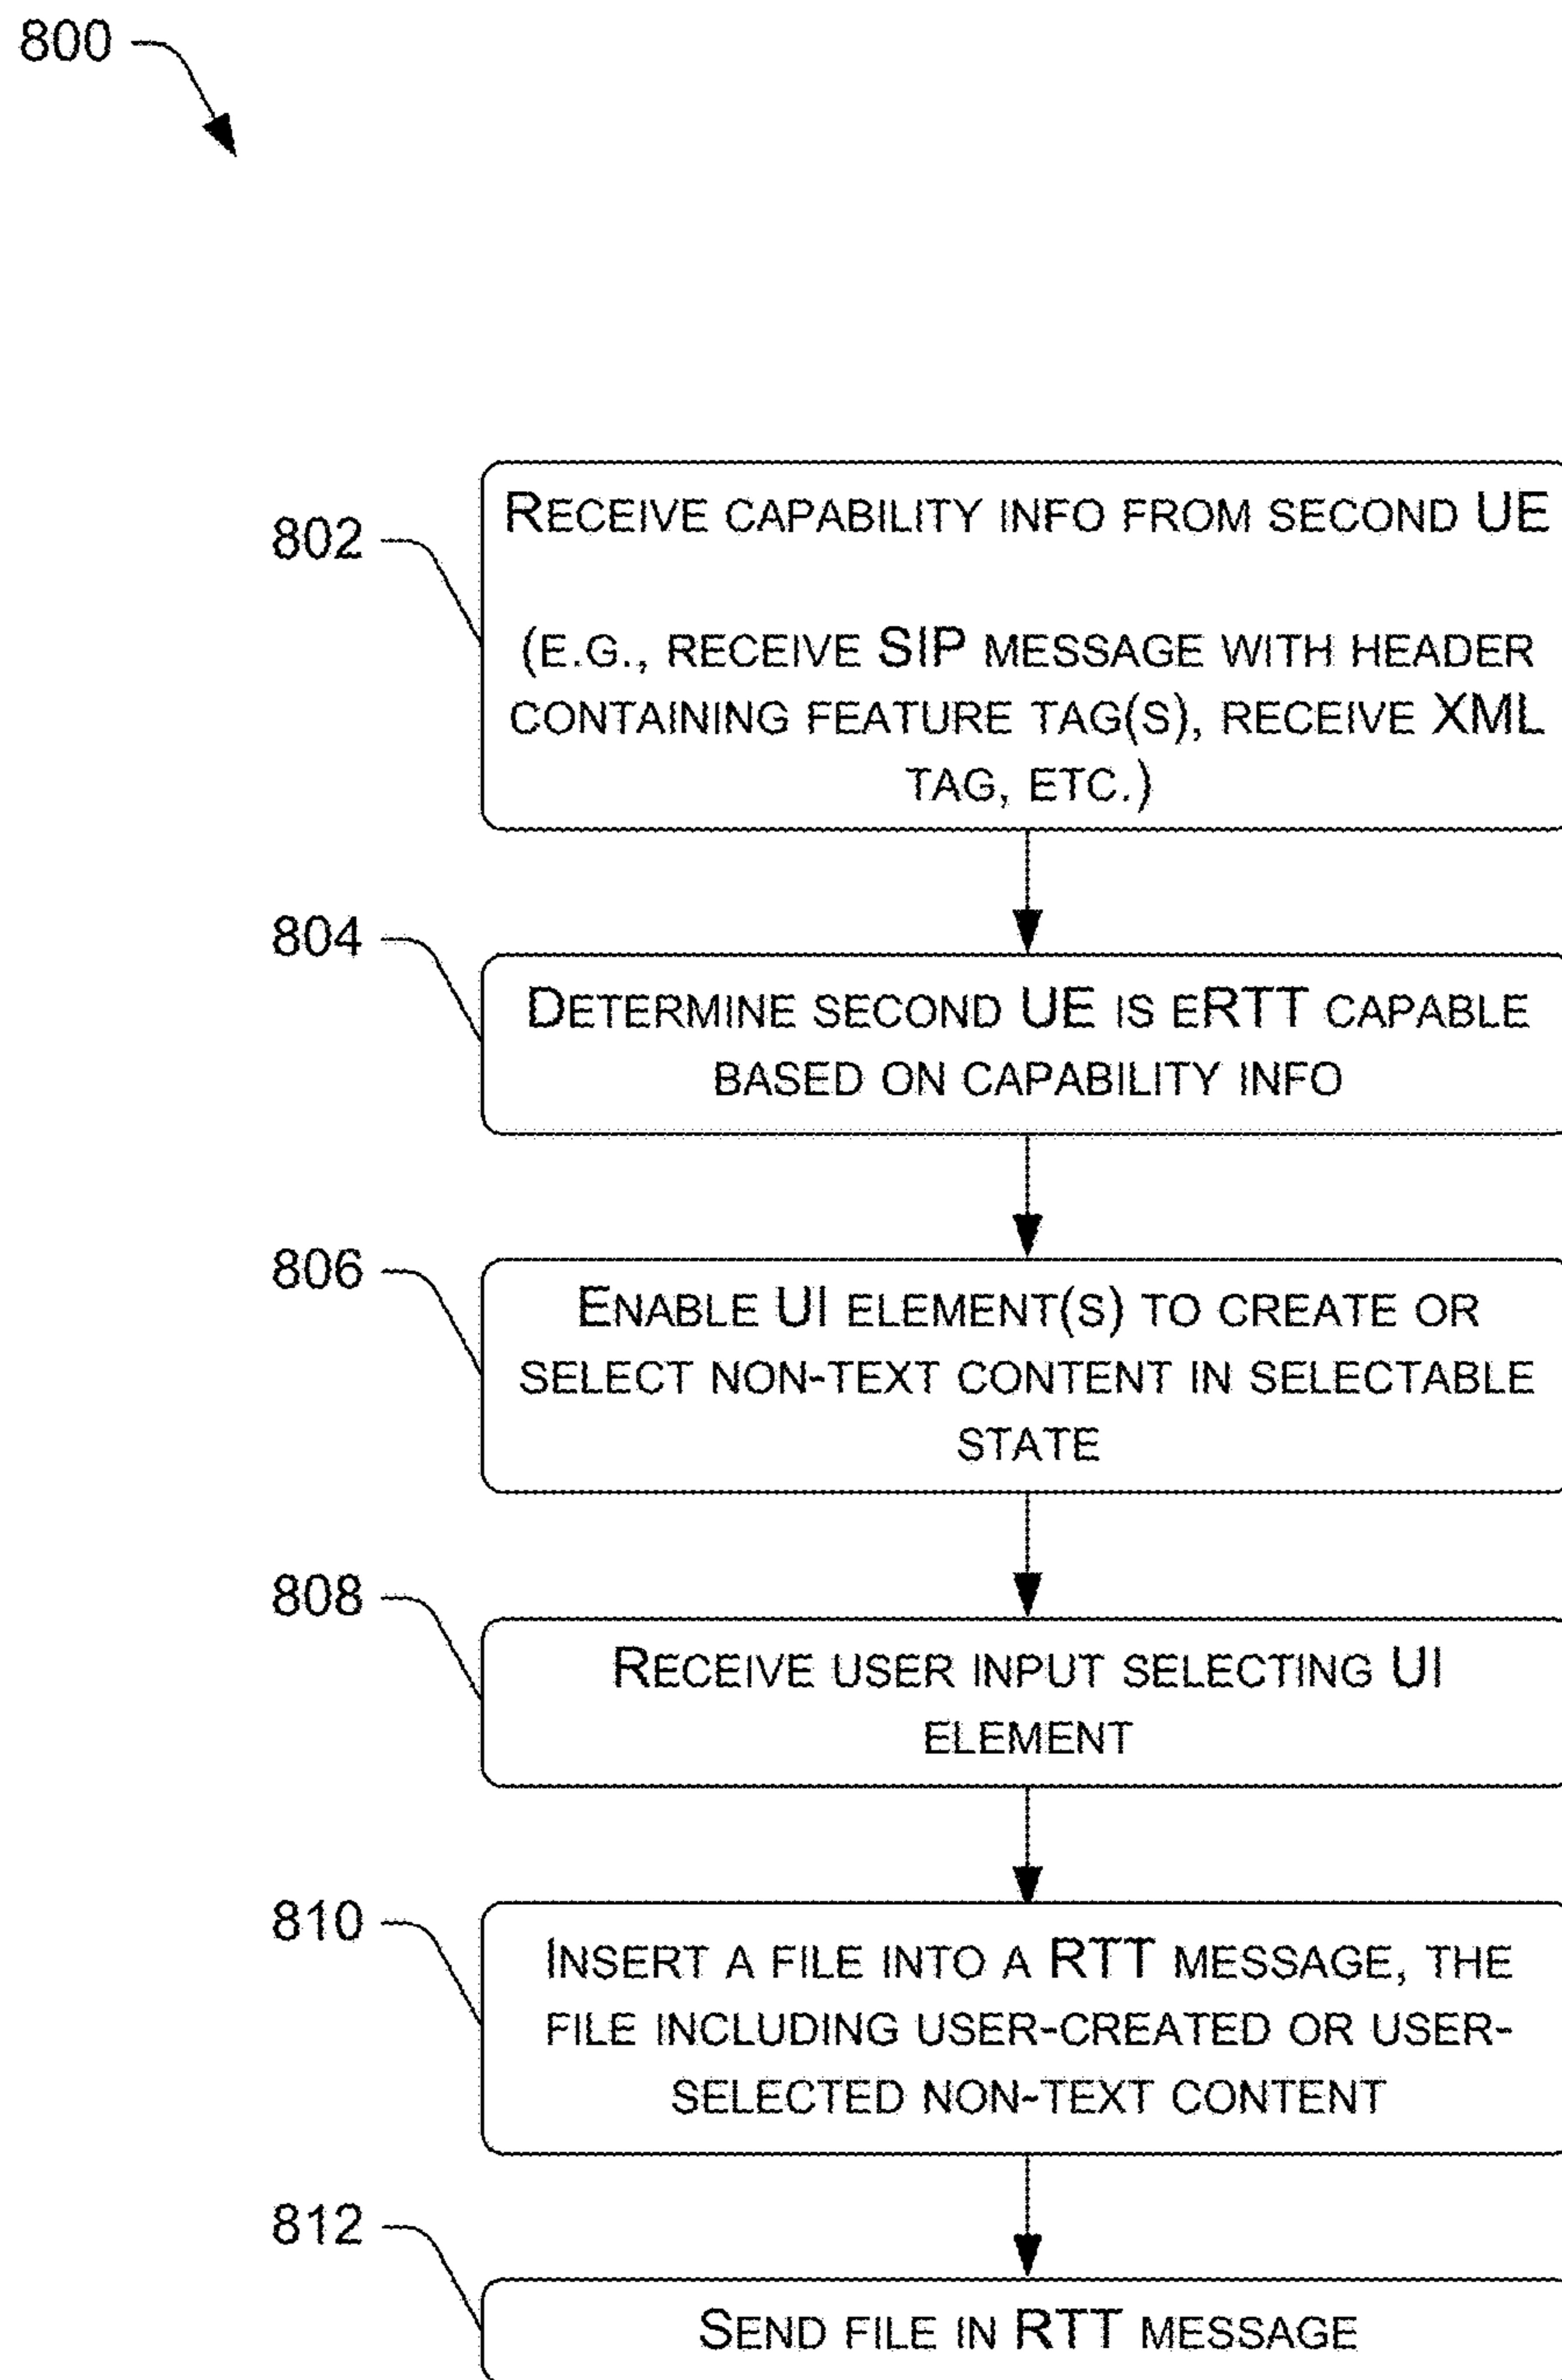 800
802
RECEIVE CAPABILITY INFO FROM SECOND UE
(E.G., RECEIVE SIP MESSAGE WITH HEADER
CONTAINING FEATURE TAG(S), RECEIVE XML
TAG, ETC.)
804
DETERMINE SECOND UE IS ERTT CAPABLE
BASED ON CAPABILITY INFO
806
ENABLE UI ELEMENT(S) TO CREATE OR
SELECT NON-TEXT CONTENT IN SELECTABLE
STATE
808
RECEIVE USER INPUT SELECTING UI
ELEMENT
810
INSERT A FILE INTO A RTT MESSAGE, THE
FILE INCLUDING USER-CREATED OR USER-
SELECTED NON-TEXT CONTENT
812
SEND FILE IN RTT MESSAGE